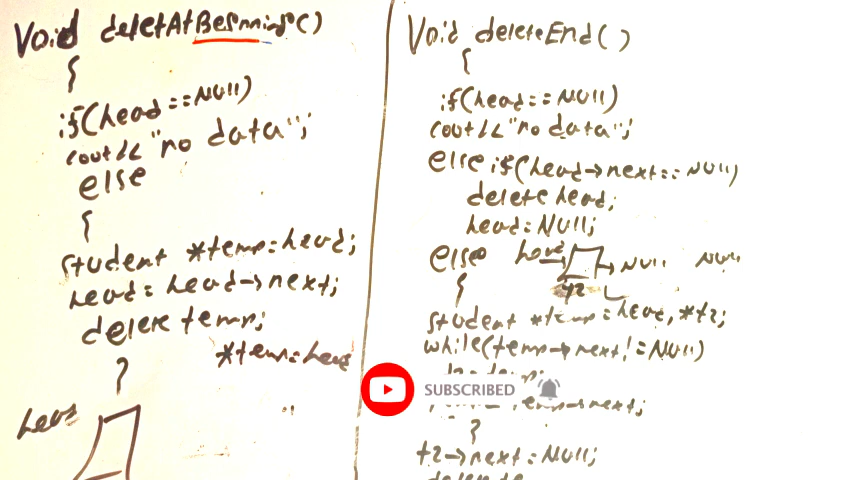 Void deletAtBeginning()
{
if(head==NULL)
cout<<"no data";
else
{
student *temp=head;
head=head->next;
delete temp;
*temp=head
}
head
Void deleteEnd()
{
if(head==NULL)
cout<<"no data";
else if(head->next==NULL)
delete head;
head=NULL;
else head NULL NULL
{
student *temp=head,*t2;
while(temp->next!=NULL)
SUBSCRIBED
temp->next;
}
t2->next=NULL;